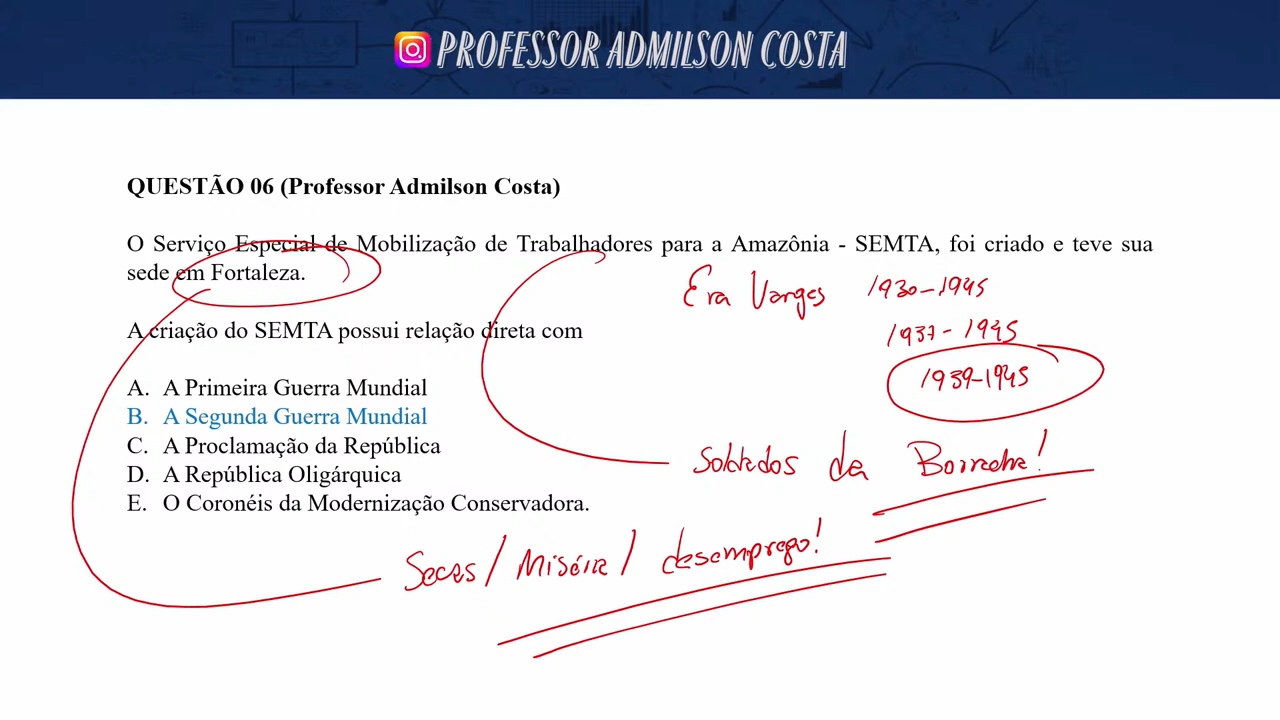 PROFESSOR ADMILSON COSTA
QUESTÃO 06 (Professor Admilson Costa)
O Serviço Especial de Mobilização de Trabalhadores para a Amazônia - SEMTA, foi criado e teve sua
sede em Fortaleza.
Era Vargas 1930-1945
A criação do SEMTA possui relação direta com
1937-1945
1939-1945
A. A Primeira Guerra Mundial
B. A Segunda Guerra Mundial
C. A Proclamação da República
D. A República Oligárquica
E. O Coronéis da Modernização Conservadora.
Soldados da Borracha!
Secas/Miséria/desemprego!